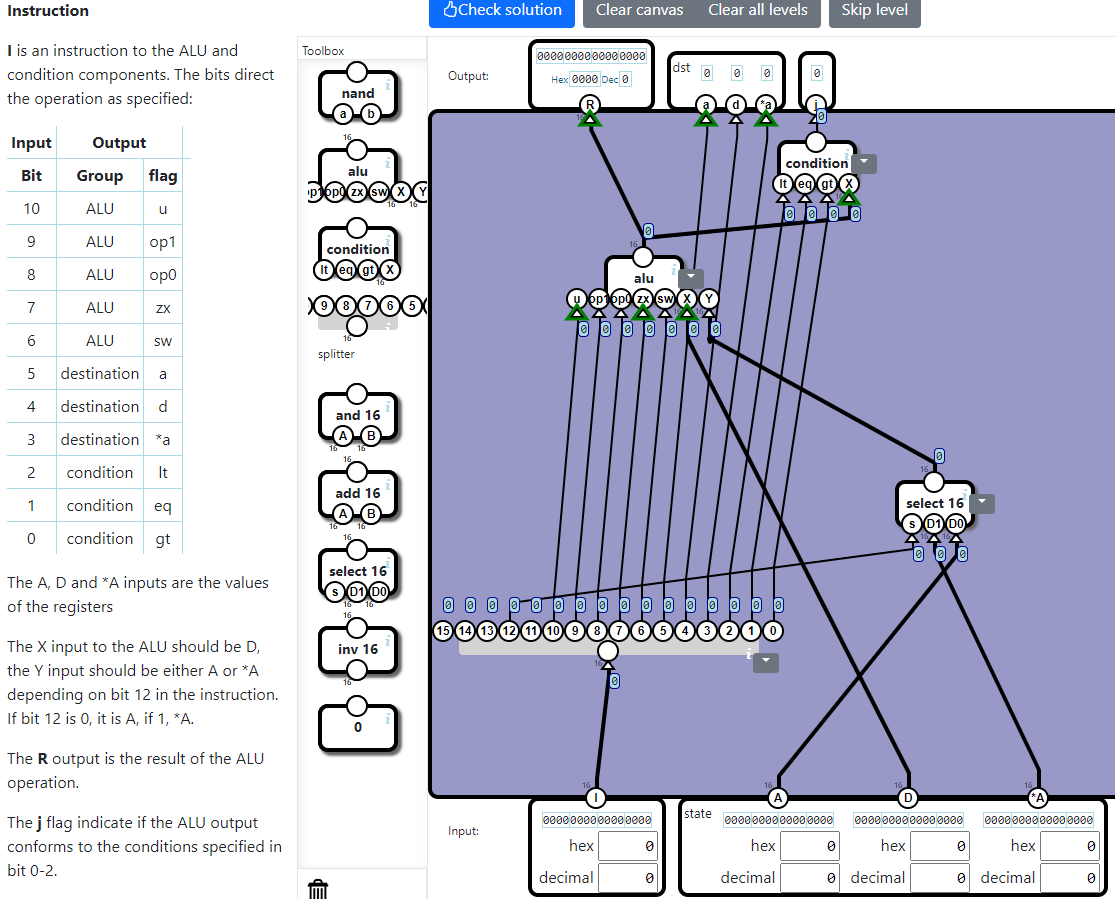 Instruction
Check solution
Clear canvas
Clear all levels
Skip level
I is an instruction to the ALU and
condition components. The bits direct
the operation as specified:
Input Output
Bit Group flag
10 ALU u
9 ALU op1
8 ALU op0
7 ALU zx
6 ALU sw
5 destination a
4 destination d
3 destination *a
2 condition lt
1 condition eq
0 condition gt
The A, D and *A inputs are the values
of the registers
The X input to the ALU should be D,
the Y input should be either A or *A
depending on bit 12 in the instruction.
If bit 12 is 0, it is A, if 1, *A.
The R output is the result of the ALU
operation.
The j flag indicate if the ALU output
conforms to the conditions specified in
bit 0-2.
Toolbox
nand
a b
16
alu
op1 op0 zx sw X Y
16 16
condition
lt eq gt X
16
9 8 7 6 5
16
splitter
and 16
A B
16 16
16
add 16
A B
16 16
16
select 16
s D1 D0
16 16
16
inv 16
16
0
Output:
0000000000000000
Hex 0000 Dec 0
R
16
dst 0 0 0
a d *a
0
j
0
condition
lt eq gt X
0 0 0 0
0
16
alu
u op1 op0 zx sw X Y
0 0 0 0 0 0 0
0
16
select 16
s D1 D0
0 0 0
0 0 0 0 0 0 0 0 0 0 0 0 0 0 0 0
15 14 13 12 11 10 9 8 7 6 5 4 3 2 1 0
16
0
16 16 16 16
I A D *A
Input:
0000000000000000
hex 0
decimal 0
state
0000000000000000 0000000000000000 0000000000000000
hex 0 hex 0 hex 0
decimal 0 decimal 0 decimal 0